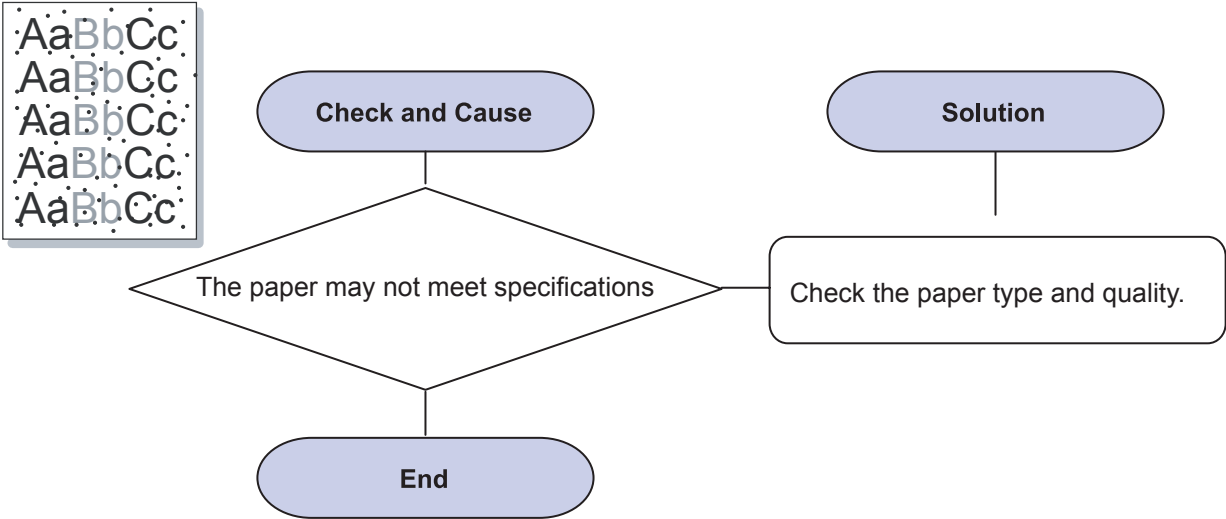 AaBbCc
AaBbCc
AaBbCc
AaBbCc
AaBbCc
Check and Cause
Solution
The paper may not meet specifications
Check the paper type and quality.
End